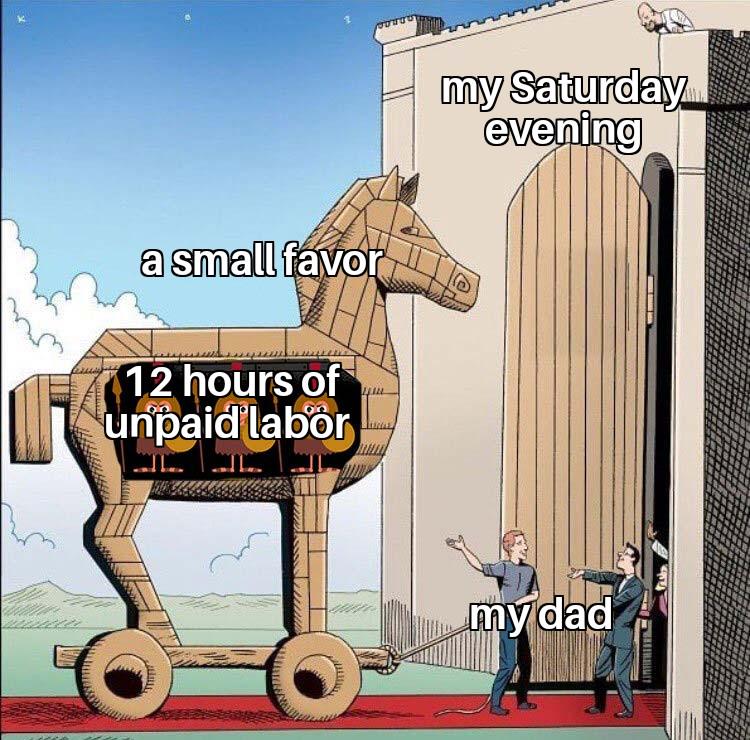 my Saturday
evening
a small favor
12 hours of
unpaid labor
my dad